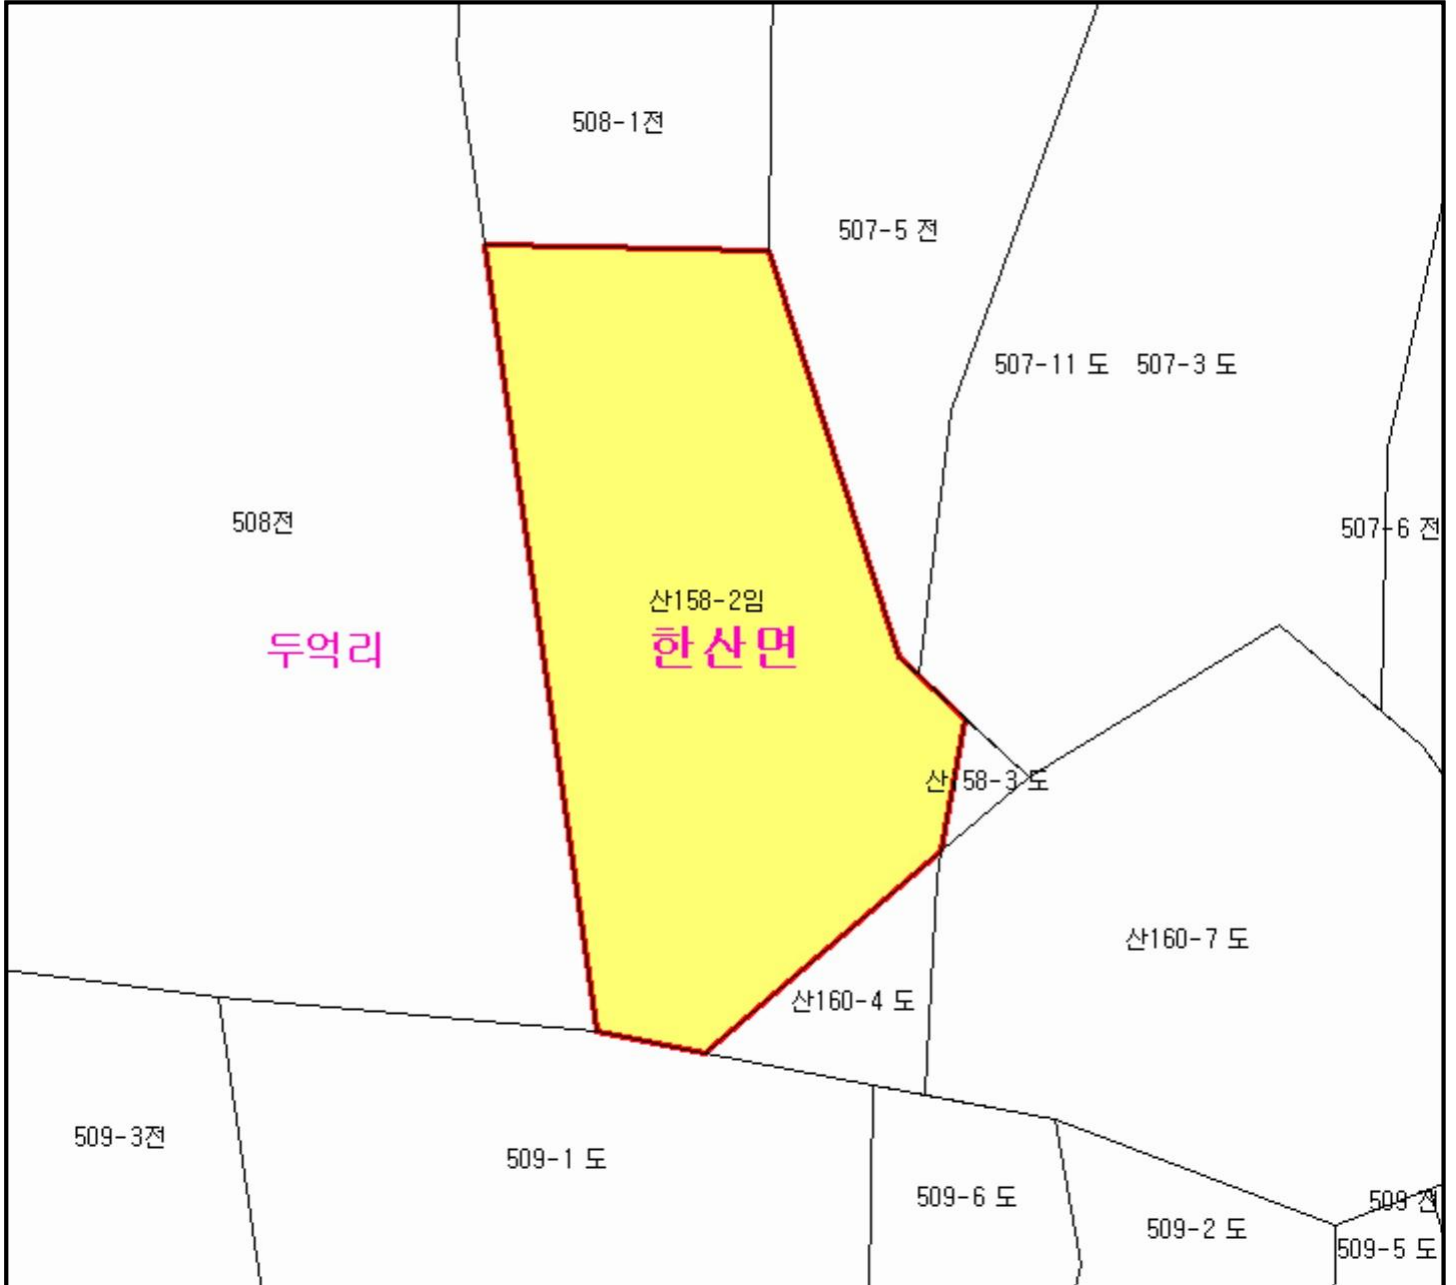 508-1전
507-5 전
507-11 도
507-3 도
508전
507-6 전
산158-2임
두억리
한산면
산158-3 도
산160-7 도
산160-4 도
509-3전
509-1 도
509-6 도
509-2 도
509 전
509-5 도